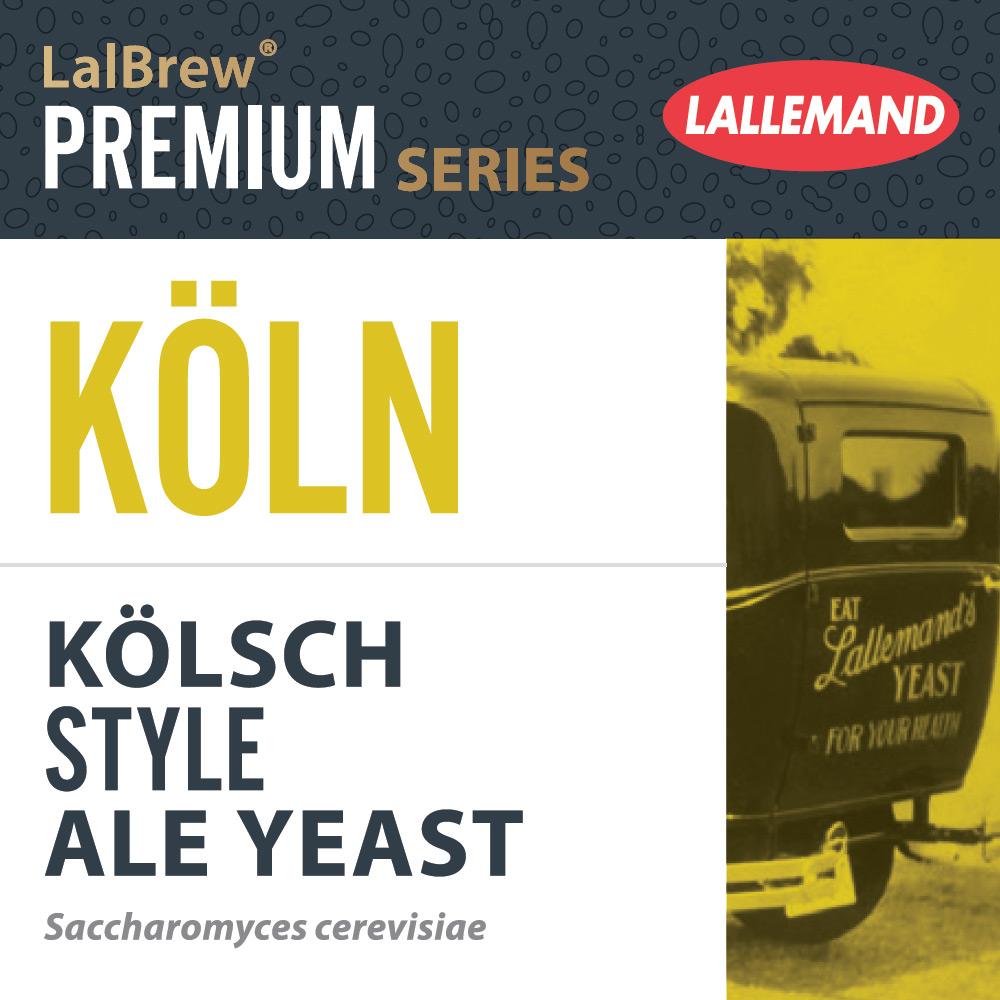 LalBrew®
PREMIUM SERIES
LALLEMAND
KÖLN
KÖLSCH
STYLE
ALE YEAST
Saccharomyces cerevisiae
EAT
Lallemand's
YEAST
FOR YOUR HEALTH